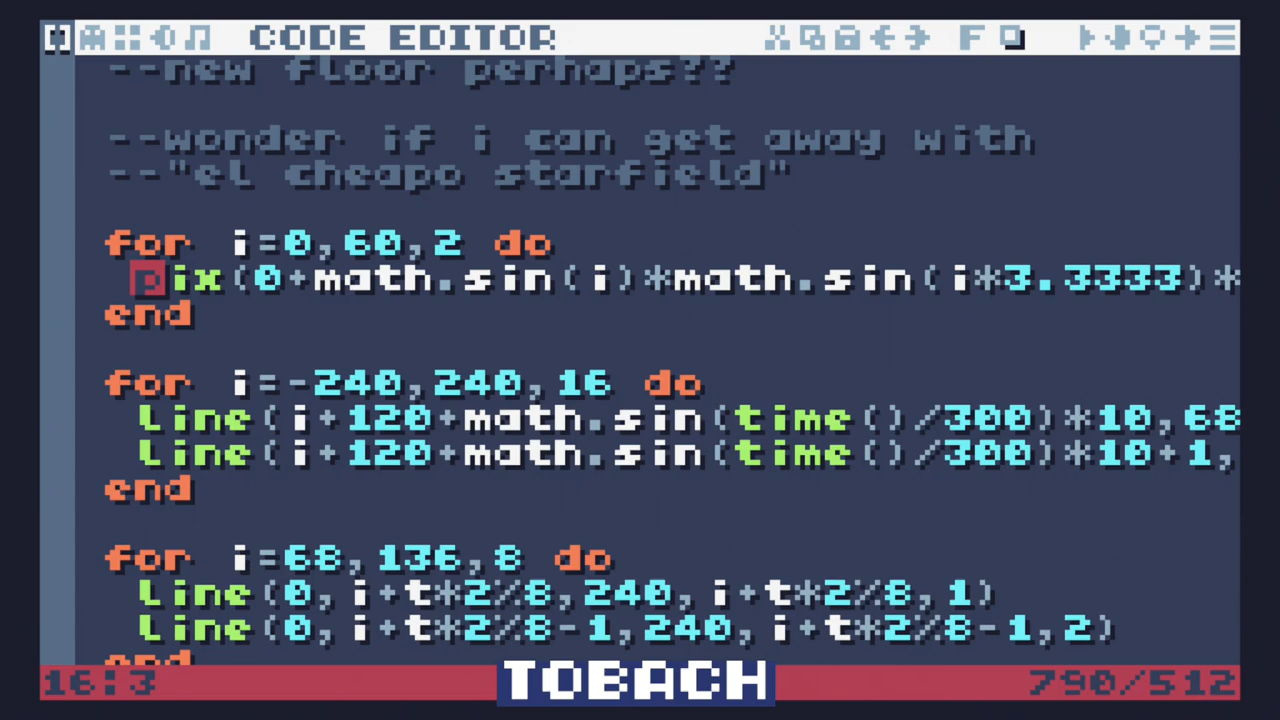 CODE EDITOR F
--new floor perhaps??
--wonder if i can get away with
--"el cheapo starfield"
for i=0,60,2 do
pix(0+math.sin(i)*math.sin(i*3.3333)*
end
for i=-240,240,16 do
line(i+120+math.sin(time()/300)*10,68
line(i+120+math.sin(time()/300)*10+1,
end
for i=68,136,8 do
line(0,i+t*2%8,240,i+t*2%8,1)
line(0,i+t*2%8-1,240,i+t*2%8-1,2)
end
16:3 TOBACH 790/512